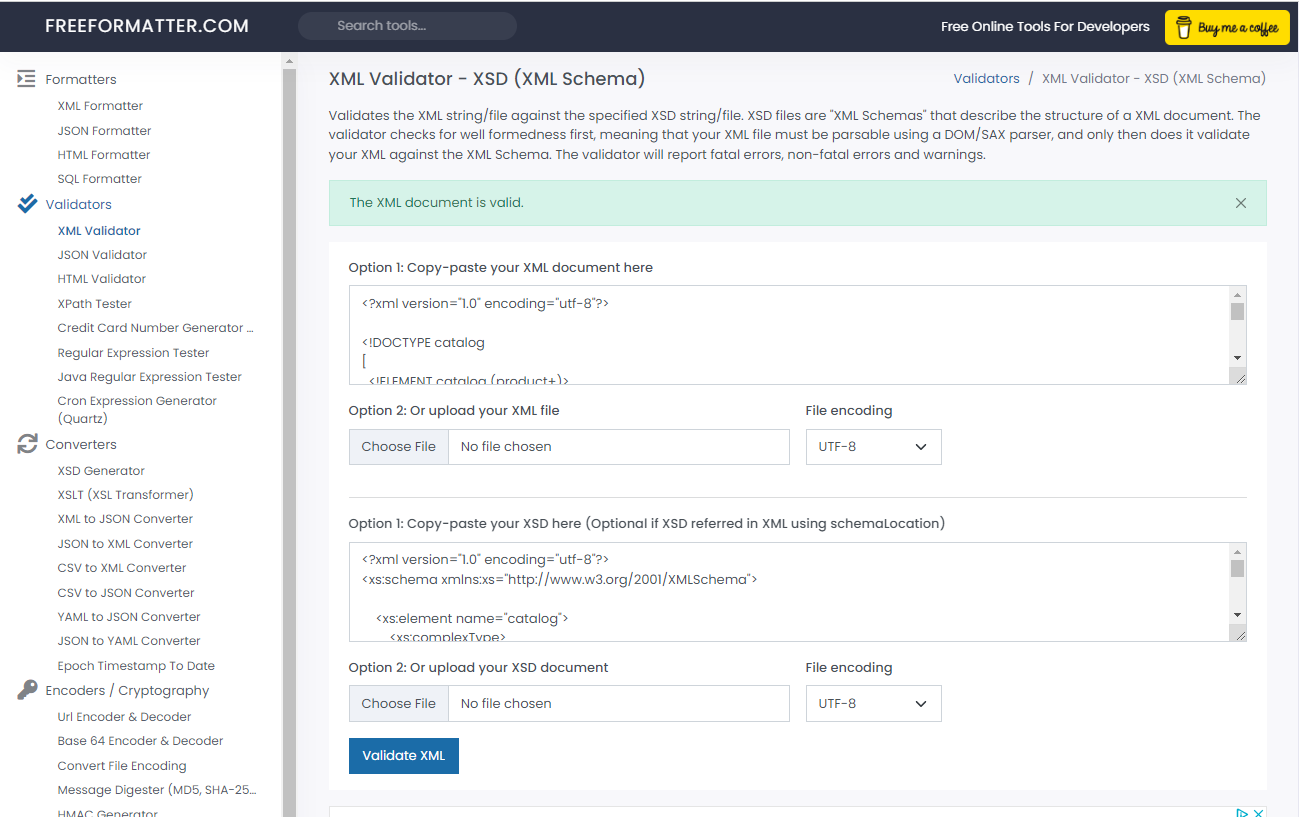 FREEFORMATTER.COM
Search tools...
Free Online Tools For Developers
Buy me a coffee
Formatters
XML Formatter
JSON Formatter
HTML Formatter
SQL Formatter
Validators
XML Validator
JSON Validator
HTML Validator
XPath Tester
Credit Card Number Generator ...
Regular Expression Tester
Java Regular Expression Tester
Cron Expression Generator
(Quartz)
Converters
XSD Generator
XSLT (XSL Transformer)
XML to JSON Converter
JSON to XML Converter
CSV to XML Converter
CSV to JSON Converter
YAML to JSON Converter
JSON to YAML Converter
Epoch Timestamp To Date
Encoders / Cryptography
Url Encoder & Decoder
Base 64 Encoder & Decoder
Convert File Encoding
Message Digester (MD5, SHA-25...
HMAC Generator
XML Validator - XSD (XML Schema)
Validators / XML Validator - XSD (XML Schema)
Validates the XML string/file against the specified XSD string/file. XSD files are "XML Schemas" that describe the structure of a XML document. The
validator checks for well formedness first, meaning that your XML file must be parsable using a DOM/SAX parser, and only then does it validate
your XML against the XML Schema. The validator will report fatal errors, non-fatal errors and warnings.
The XML document is valid.
Option 1: Copy-paste your XML document here
<?xml version="1.0" encoding="utf-8"?>
<!DOCTYPE catalog
[
<!ELEMENT catalog (product+)>
Option 2: Or upload your XML file
File encoding
Choose File No file chosen
UTF-8
Option 1: Copy-paste your XSD here (Optional if XSD referred in XML using schemaLocation)
<?xml version="1.0" encoding="utf-8"?>
<xs:schema xmlns:xs="http://www.w3.org/2001/XMLSchema">
<xs:element name="catalog">
<xs:complexType>
Option 2: Or upload your XSD document
File encoding
Choose File No file chosen
UTF-8
Validate XML